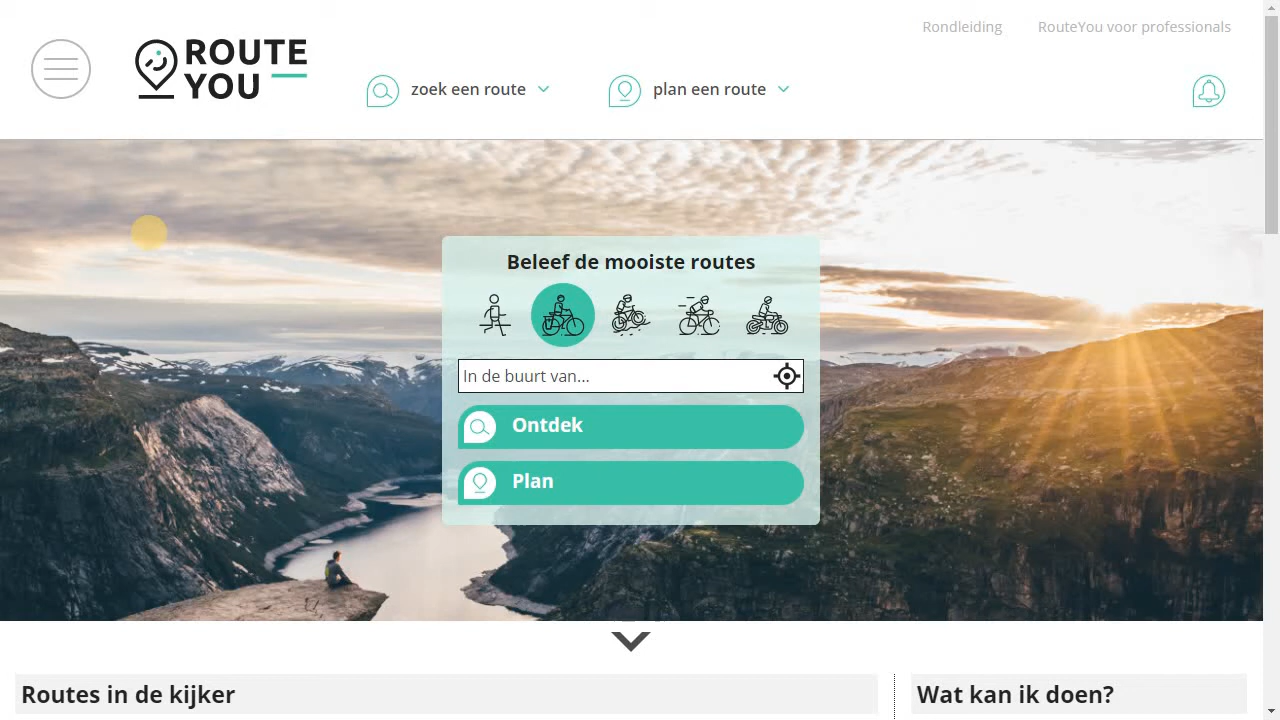 Rondleiding
RouteYou voor professionals
ROUTE
YOU
zoek een route
plan een route
Beleef de mooiste routes
In de buurt van...
Ontdek
Plan
Routes in de kijker
Wat kan ik doen?